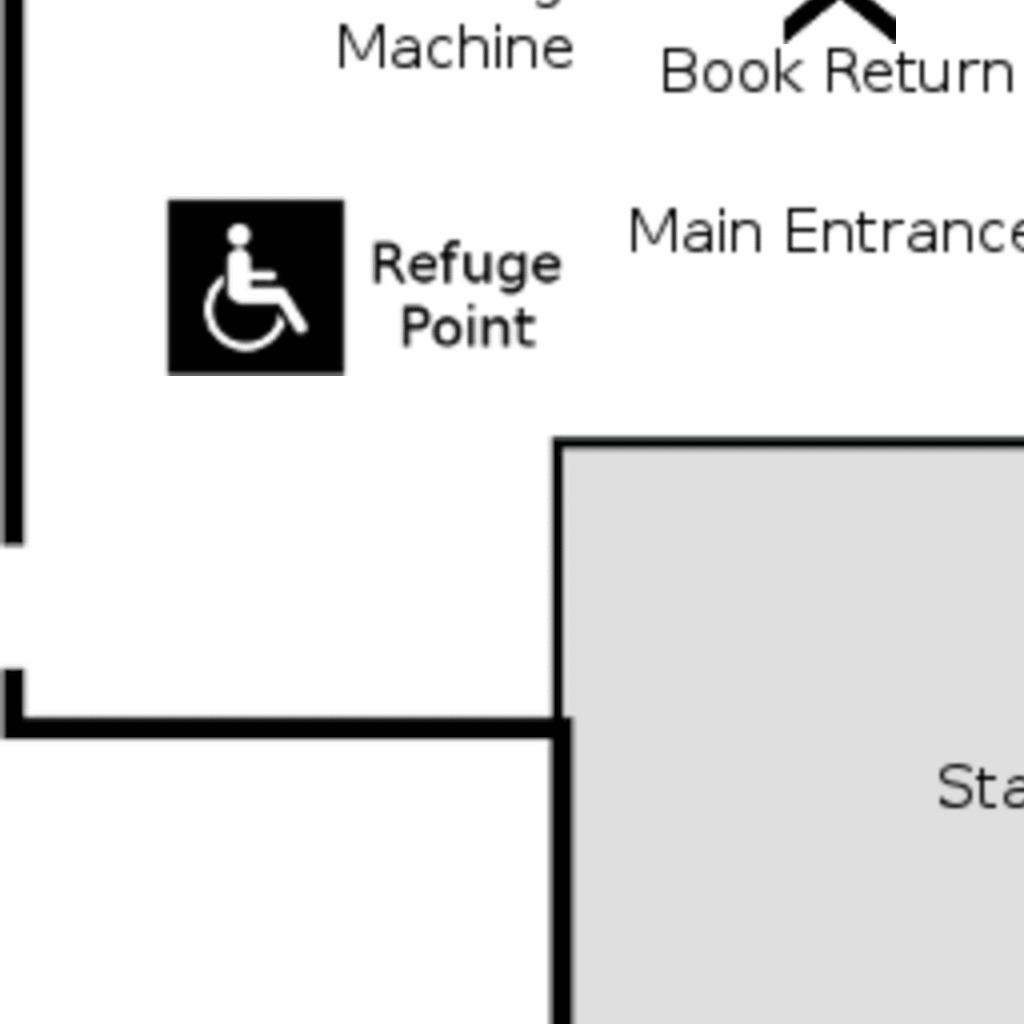 Machine
Book Return
Main Entrance
Refuge
Point